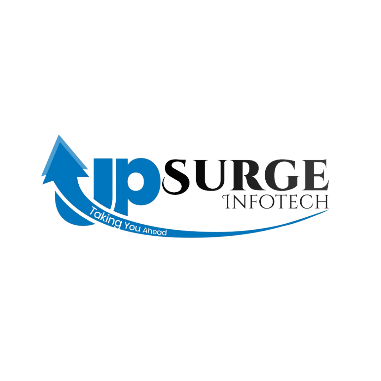 UPSURGE
INFOTECH
Taking You Ahead